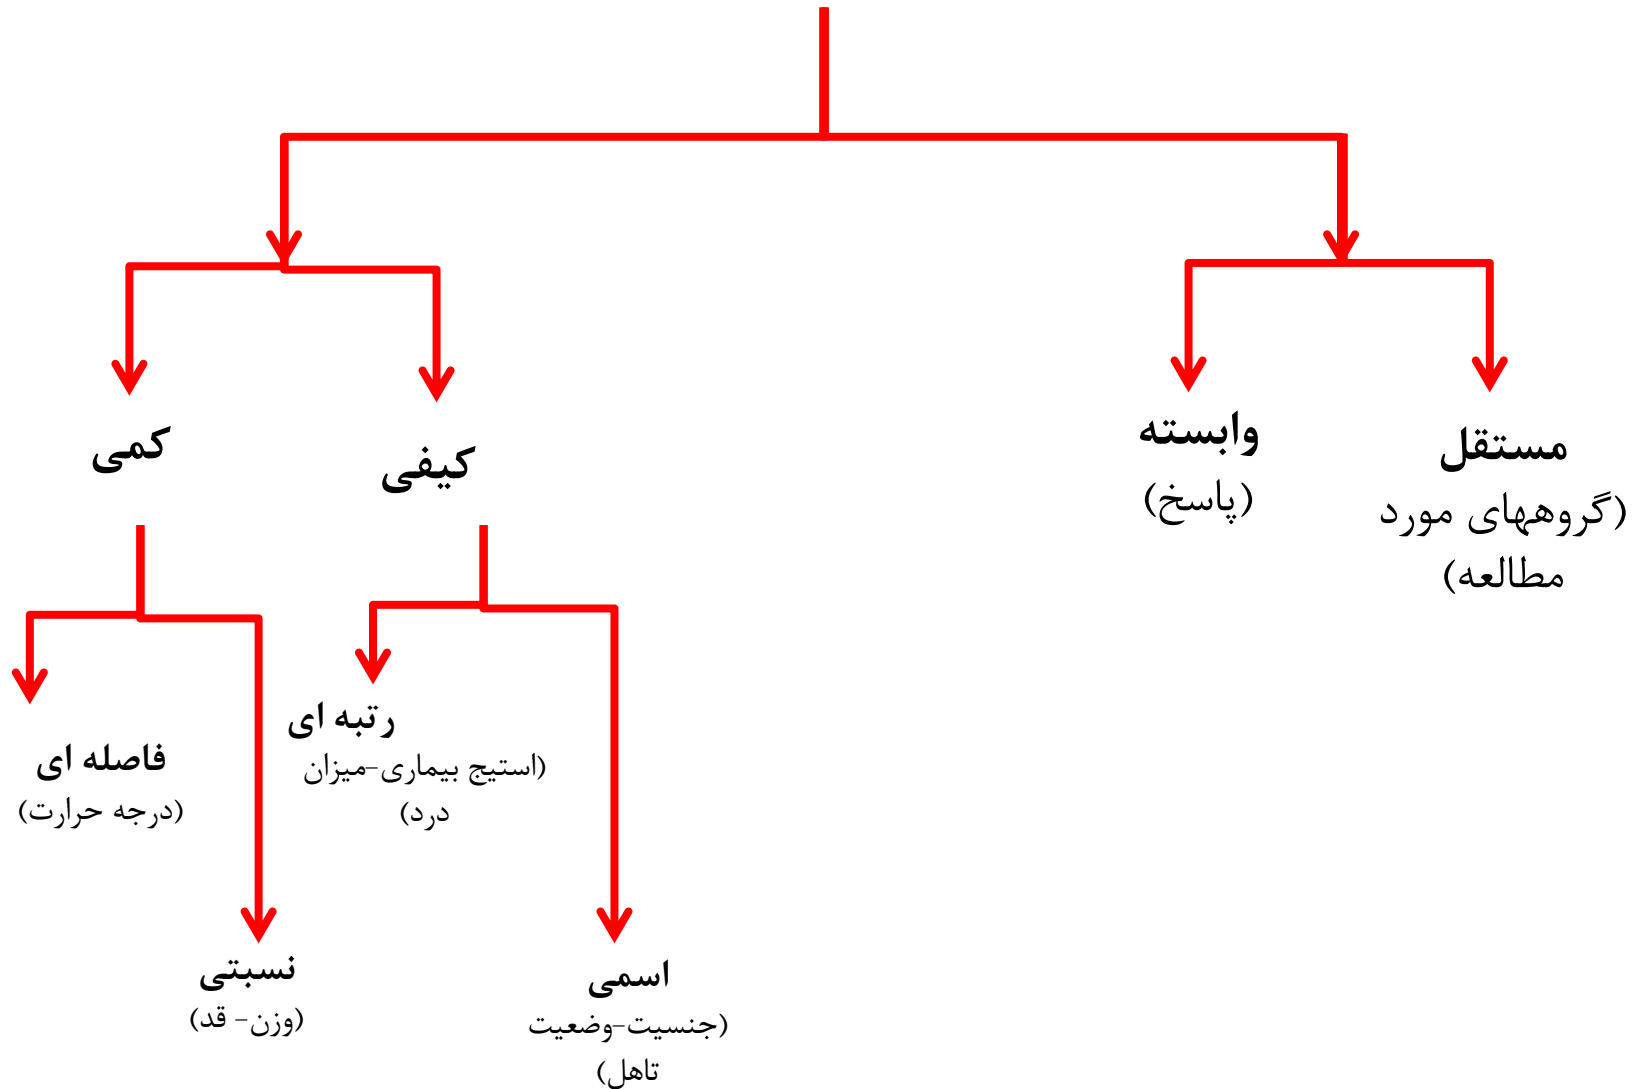 مستقل
(گروههای مورد
مطالعه)
وابسته
(پاسخ)
کیفی
کمی
رتبه ای
(استیج بیماری-میزان
درد)
فاصله ای
(درجه حرارت)
اسمی
(جنسیت-وضعیت
تاهل)
نسبتی
(وزن- قد)